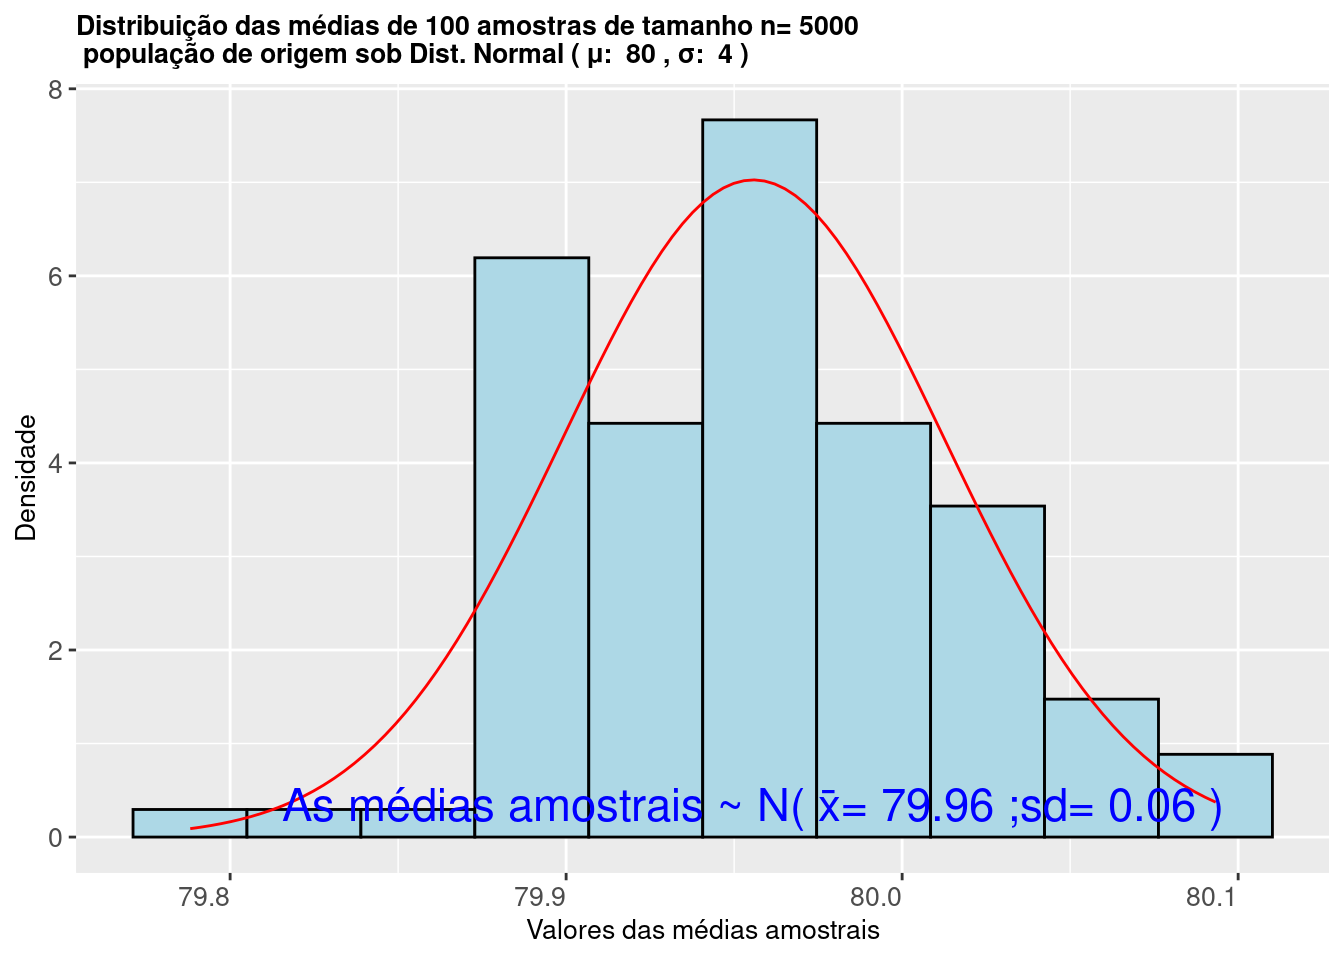 Distribuição das médias de 100 amostras de tamanho n= 5000
população de origem sob Dist. Normal ( μ:  80 , σ:  4 )
8
6
4
2
0
Densidade
As médias amostrais ~ N( x̄= 79.96 ;sd= 0.06 )
79.8 79.9 80.0 80.1
Valores das médias amostrais